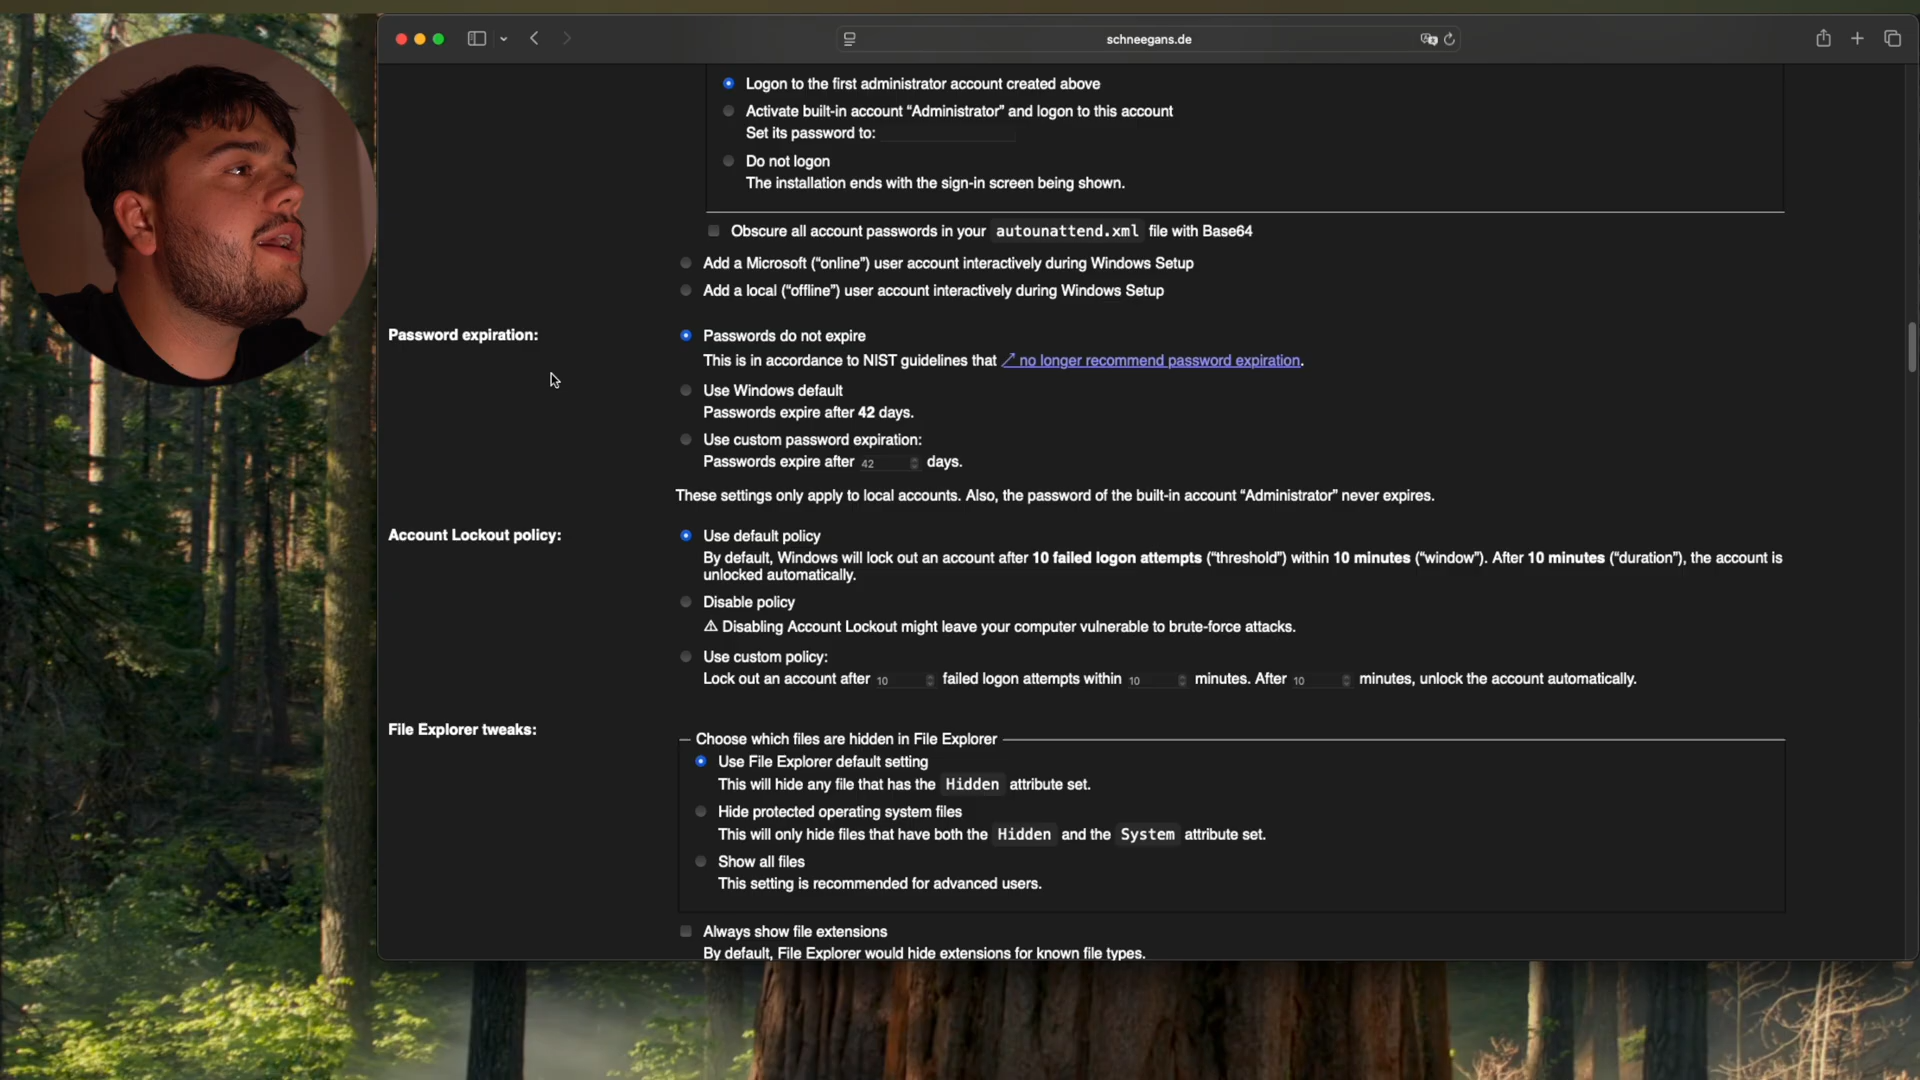 schneegans.de
Logon to the first administrator account created above
Activate built-in account “Administrator” and logon to this account
Set its password to:
Do not logon
The installation ends with the sign-in screen being shown.
Obscure all account passwords in your autounattend.xml file with Base64
Add a Microsoft (“online”) user account interactively during Windows Setup
Add a local (“offline”) user account interactively during Windows Setup
Password expiration:
Passwords do not expire
This is in accordance to NIST guidelines that ↗ no longer recommend password expiration.
Use Windows default
Passwords expire after 42 days.
Use custom password expiration:
Passwords expire after 42 days.
These settings only apply to local accounts. Also, the password of the built-in account “Administrator” never expires.
Account Lockout policy:
Use default policy
By default, Windows will lock out an account after 10 failed logon attempts (“threshold”) within 10 minutes (“window”). After 10 minutes (“duration”), the account is
unlocked automatically.
Disable policy
⚠ Disabling Account Lockout might leave your computer vulnerable to brute-force attacks.
Use custom policy:
Lock out an account after 10 failed logon attempts within 10 minutes. After 10 minutes, unlock the account automatically.
File Explorer tweaks:
Choose which files are hidden in File Explorer
Use File Explorer default setting
This will hide any file that has the Hidden attribute set.
Hide protected operating system files
This will only hide files that have both the Hidden and the System attribute set.
Show all files
This setting is recommended for advanced users.
Always show file extensions
By default, File Explorer would hide extensions for known file types.